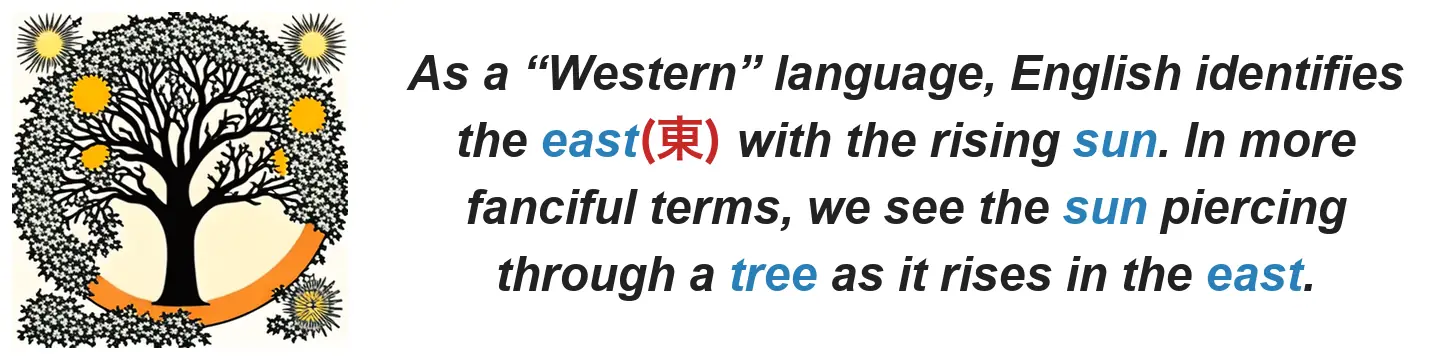 As a “Western” language, English identifies
the east(東) with the rising sun. In more
fanciful terms, we see the sun piercing
through a tree as it rises in the east.